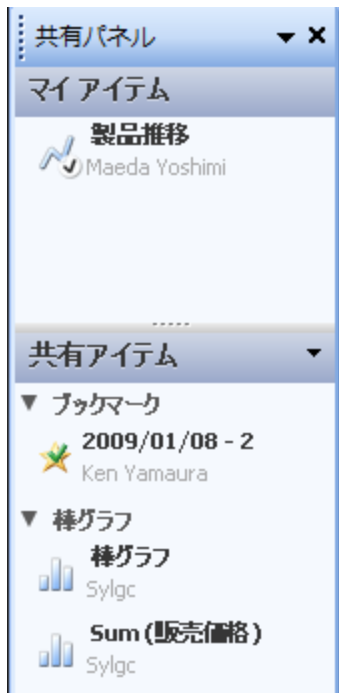 共有パネル
マイ アイテム
製品推移
Maeda Yoshimi
共有アイテム
ブックマーク
2009/01/08 - 2
Ken Yamaura
棒グラフ
棒グラフ
Sylgc
Sum(販売価格)
Sylgc